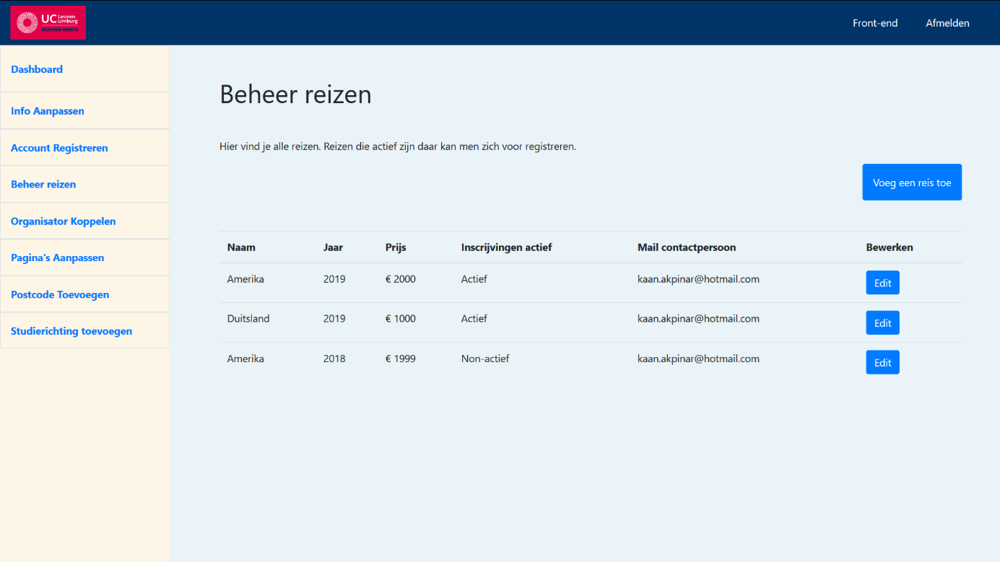 UC Leuven Limburg
MOVING MINDS
Front-end
Afmelden
Dashboard
Info Aanpassen
Account Registreren
Beheer reizen
Organisator Koppelen
Pagina's Aanpassen
Postcode Toevoegen
Studierichting toevoegen
Beheer reizen
Hier vind je alle reizen. Reizen die actief zijn daar kan men zich voor registreren.
Voeg een reis toe
Naam Jaar Prijs Inscrijvingen actief Mail contactpersoon Bewerken
Amerika 2019 € 2000 Actief kaan.akpinar@hotmail.com Edit
Duitsland 2019 € 1000 Actief kaan.akpinar@hotmail.com Edit
Amerika 2018 € 1999 Non-actief kaan.akpinar@hotmail.com Edit